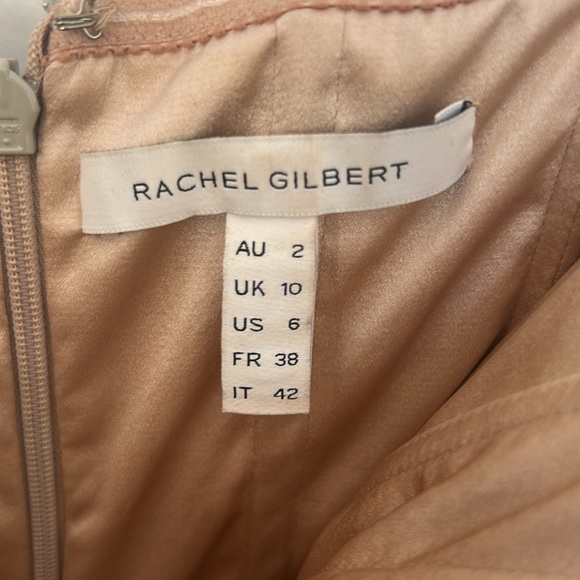 RACHEL GILBERT
AU 2
UK 10
US 6
FR 38
IT 42